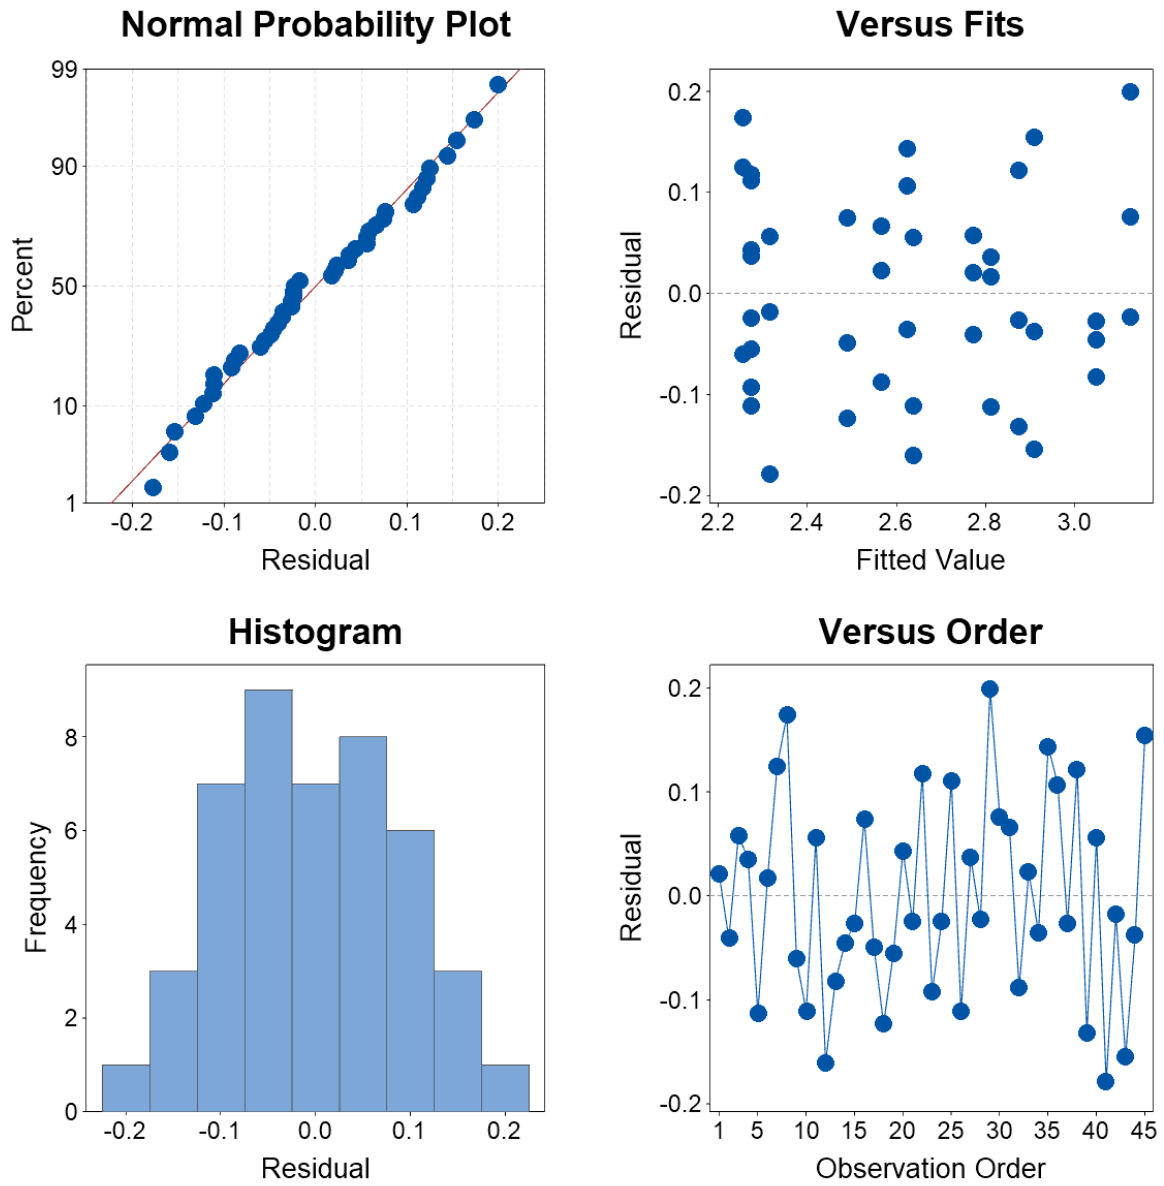 Normal Probability Plot
99
90
50
10
1
Percent
-0.2 -0.1 0.0 0.1 0.2
Residual
Versus Fits
0.2
0.1
0.0
-0.1
-0.2
Residual
2.2 2.4 2.6 2.8 3.0
Fitted Value
Histogram
8
6
4
2
0
Frequency
-0.2 -0.1 0.0 0.1 0.2
Residual
Versus Order
0.2
0.1
0.0
-0.1
-0.2
Residual
1 5 10 15 20 25 30 35 40 45
Observation Order